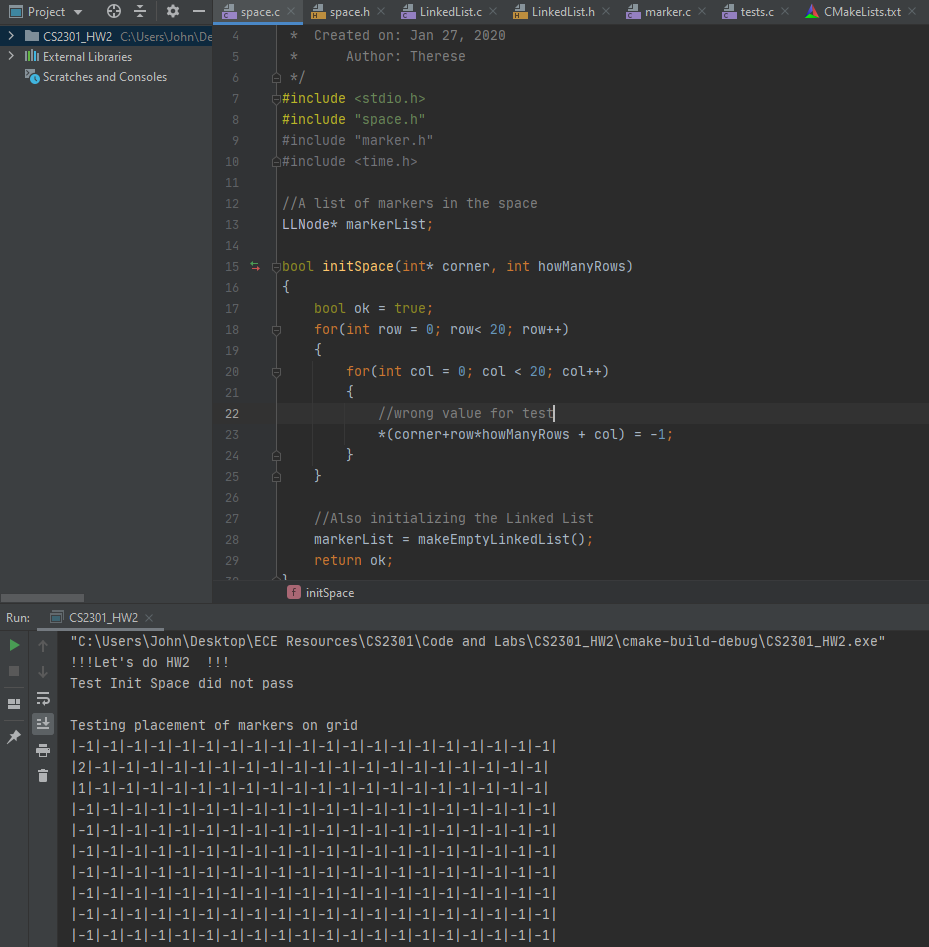 Project
space.c
space.h
LinkedList.c
LinkedList.h
marker.c
tests.c
CMakeLists.txt
CS2301_HW2 C:\Users\John\De
External Libraries
Scratches and Consoles
4 * Created on: Jan 27, 2020
5 * Author: Therese
6 */
7 #include <stdio.h>
8 #include "space.h"
9 #include "marker.h"
10 #include <time.h>
11
12 //A list of markers in the space
13 LLNode* markerList;
14
15 bool initSpace(int* corner, int howManyRows)
16 {
17 bool ok = true;
18 for(int row = 0; row< 20; row++)
19 {
20 for(int col = 0; col < 20; col++)
21 {
22 //wrong value for test
23 *(corner+row*howManyRows + col) = -1;
24 }
25 }
26
27 //Also initializing the Linked List
28 markerList = makeEmptyLinkedList();
29 return ok;
30 }
f initSpace
Run: CS2301_HW2
"C:\Users\John\Desktop\ECE Resources\CS2301\Code and Labs\CS2301_HW2\cmake-build-debug\CS2301_HW2.exe"
!!!Let's do HW2 !!!
Test Init Space did not pass
Testing placement of markers on grid
|-1|-1|-1|-1|-1|-1|-1|-1|-1|-1|-1|-1|-1|-1|-1|-1|-1|-1|-1|-1|
|2|-1|-1|-1|-1|-1|-1|-1|-1|-1|-1|-1|-1|-1|-1|-1|-1|-1|-1|-1|
|1|-1|-1|-1|-1|-1|-1|-1|-1|-1|-1|-1|-1|-1|-1|-1|-1|-1|-1|-1|
|-1|-1|-1|-1|-1|-1|-1|-1|-1|-1|-1|-1|-1|-1|-1|-1|-1|-1|-1|-1|
|-1|-1|-1|-1|-1|-1|-1|-1|-1|-1|-1|-1|-1|-1|-1|-1|-1|-1|-1|-1|
|-1|-1|-1|-1|-1|-1|-1|-1|-1|-1|-1|-1|-1|-1|-1|-1|-1|-1|-1|-1|
|-1|-1|-1|-1|-1|-1|-1|-1|-1|-1|-1|-1|-1|-1|-1|-1|-1|-1|-1|-1|
|-1|-1|-1|-1|-1|-1|-1|-1|-1|-1|-1|-1|-1|-1|-1|-1|-1|-1|-1|-1|
|-1|-1|-1|-1|-1|-1|-1|-1|-1|-1|-1|-1|-1|-1|-1|-1|-1|-1|-1|-1|
|-1|-1|-1|-1|-1|-1|-1|-1|-1|-1|-1|-1|-1|-1|-1|-1|-1|-1|-1|-1|